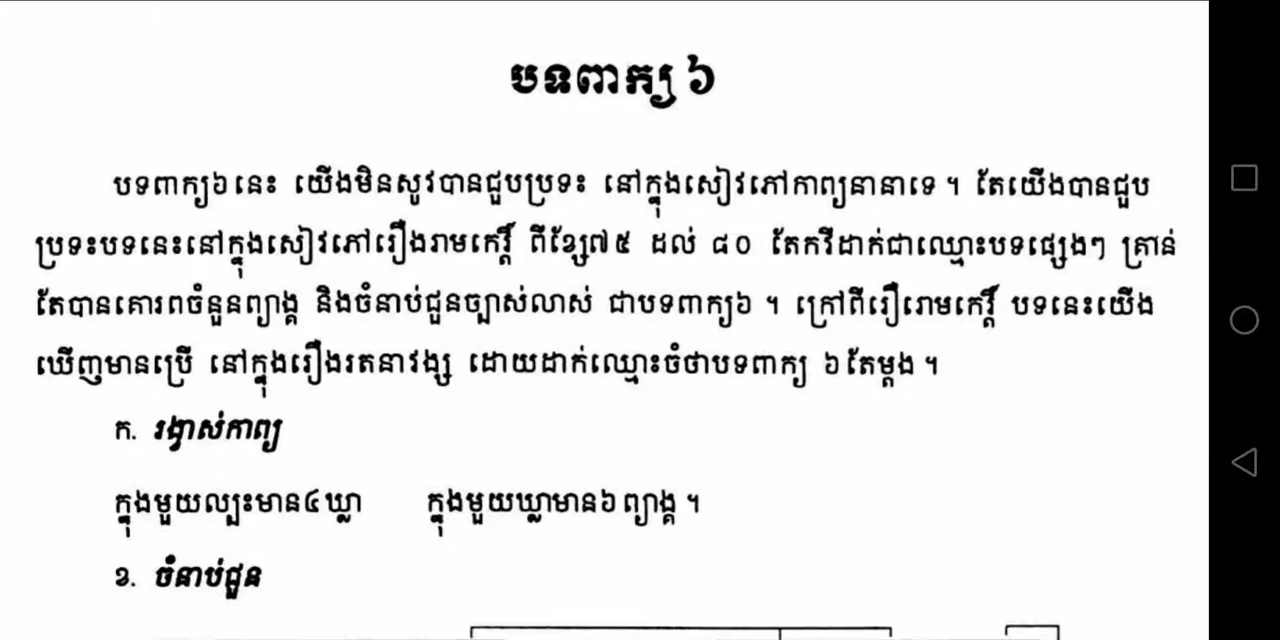 បទពាក្យ ៦
បទពាក្យ៦នេះ យើងមិនសូវបានជួបប្រទះ នៅក្នុងសៀវភៅកាព្យនានាទេ ។ តែយើងបានជួប
ប្រទះបទនេះនៅក្នុងសៀវភៅរឿងរាមកេរ្តិ៍ ពីខ្សែ៧៥ ដល់ ៨០ តែកវីដាក់ជាឈ្មោះបទផ្សេងៗ គ្រាន់
តែបានគោរពចំនួនព្យាង្គ និងចំនាប់ជួនច្បាស់លាស់ ជាបទពាក្យ៦ ។ ក្រៅពីរឿរោមកេរ្តិ៍ បទនេះយើង
ឃើញមានប្រើ នៅក្នុងរឿងរតនាវង្ស ដោយដាក់ឈ្មោះចំថាបទពាក្យ ៦តែម្តង ។
ក. រង្វាស់កាព្យ
ក្នុងមួយល្បះមាន៤ឃ្លា ក្នុងមួយឃ្លាមាន៦ព្យាង្គ ។
ខ. ចំនាប់ជួន